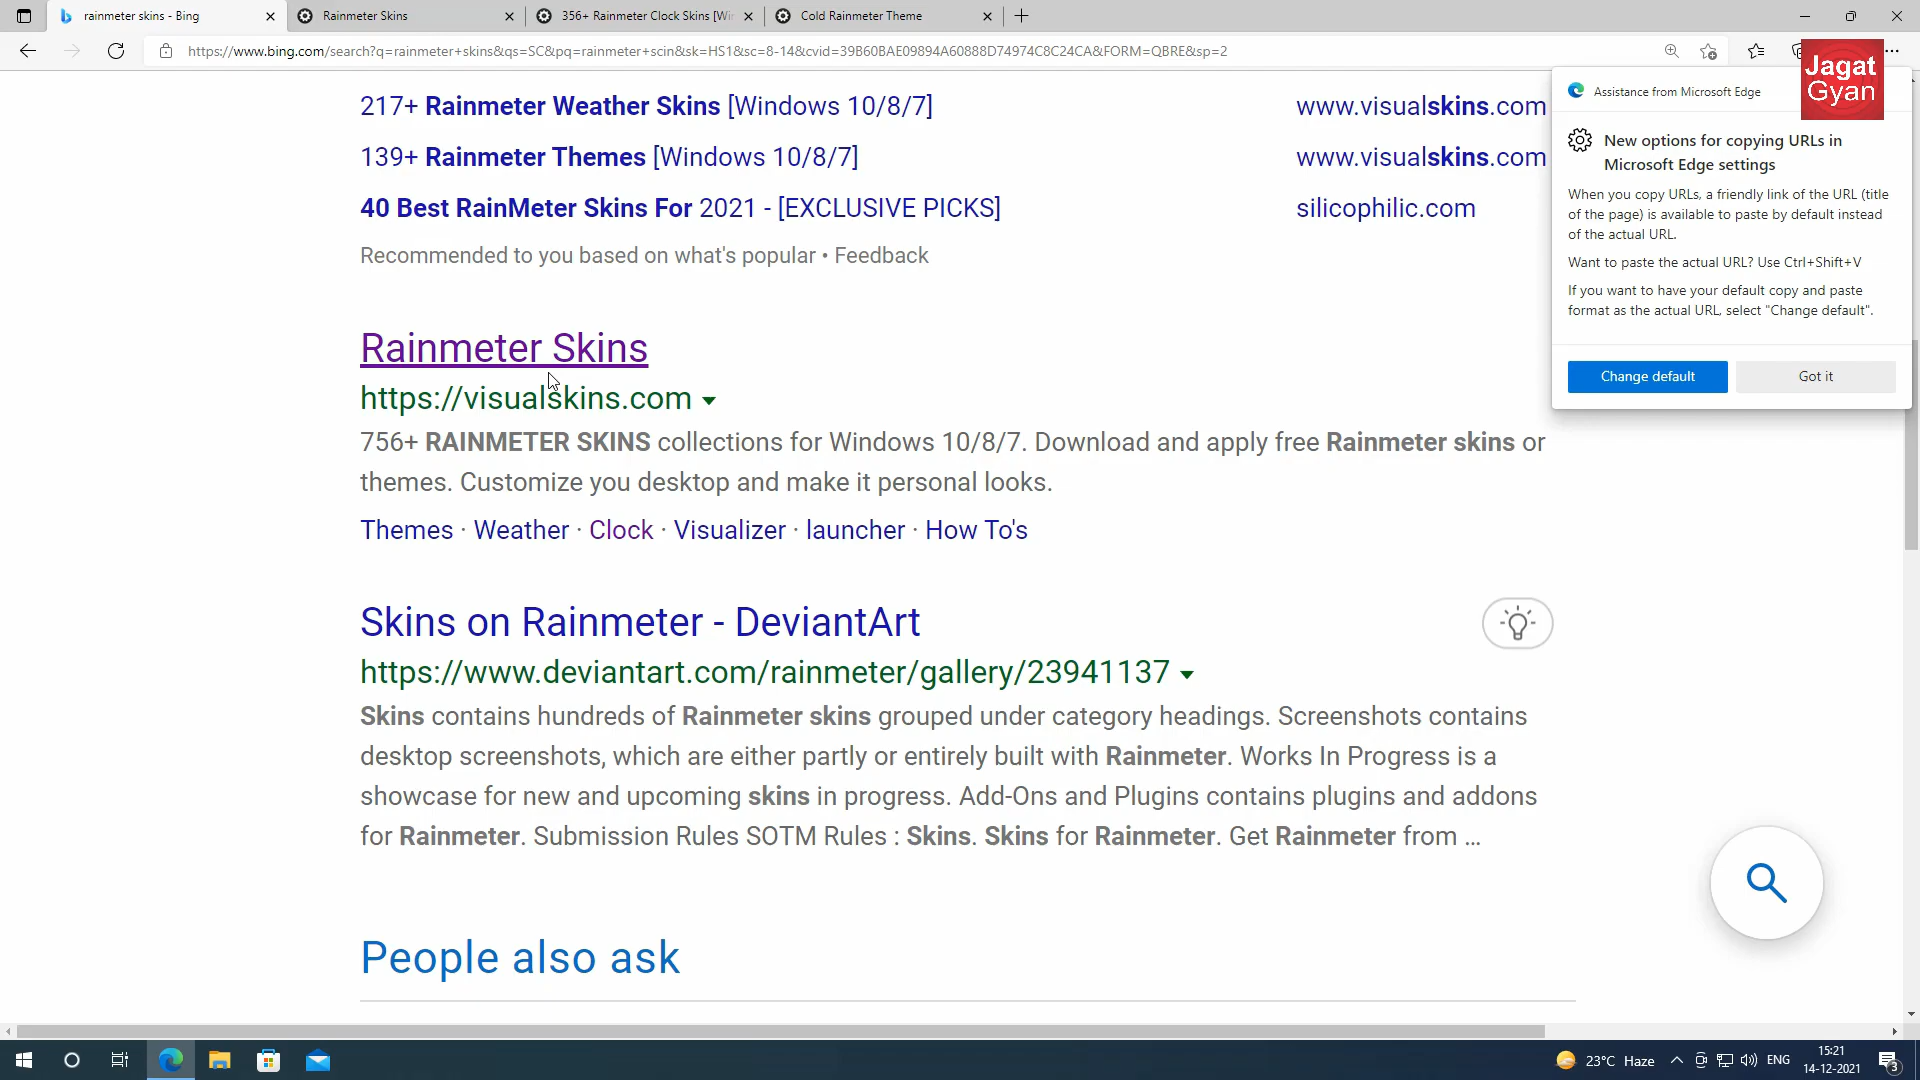 rainmeter skins - Bing
Rainmeter Skins
356+ Rainmeter Clock Skins [Wi
Cold Rainmeter Theme
https://www.bing.com/search?q=rainmeter+skins&qs=SC&pq=rainmeter+scin&sk=HS1&sc=8-14&cvid=39B60BAE09894A60888D74974C8C24CA&FORM=QBRE&sp=2
Jagat
Gyan
217+ Rainmeter Weather Skins [Windows 10/8/7]
www.visualskins.com
139+ Rainmeter Themes [Windows 10/8/7]
www.visualskins.com
40 Best RainMeter Skins For 2021 - [EXCLUSIVE PICKS]
silicophilic.com
Recommended to you based on what's popular • Feedback
Assistance from Microsoft Edge
New options for copying URLs in
Microsoft Edge settings
When you copy URLs, a friendly link of the URL (title
of the page) is available to paste by default instead
of the actual URL.
Want to paste the actual URL? Use Ctrl+Shift+V
If you want to have your default copy and paste
format as the actual URL, select "Change default".
Change default
Got it
Rainmeter Skins
https://visualskins.com
756+ RAINMETER SKINS collections for Windows 10/8/7. Download and apply free Rainmeter skins or
themes. Customize you desktop and make it personal looks.
Themes · Weather · Clock · Visualizer · launcher · How To's
Skins on Rainmeter - DeviantArt
https://www.deviantart.com/rainmeter/gallery/23941137
Skins contains hundreds of Rainmeter skins grouped under category headings. Screenshots contains
desktop screenshots, which are either partly or entirely built with Rainmeter. Works In Progress is a
showcase for new and upcoming skins in progress. Add-Ons and Plugins contains plugins and addons
for Rainmeter. Submission Rules SOTM Rules : Skins. Skins for Rainmeter. Get Rainmeter from ...
People also ask
23°C Haze
ENG
15:21
14-12-2021
3